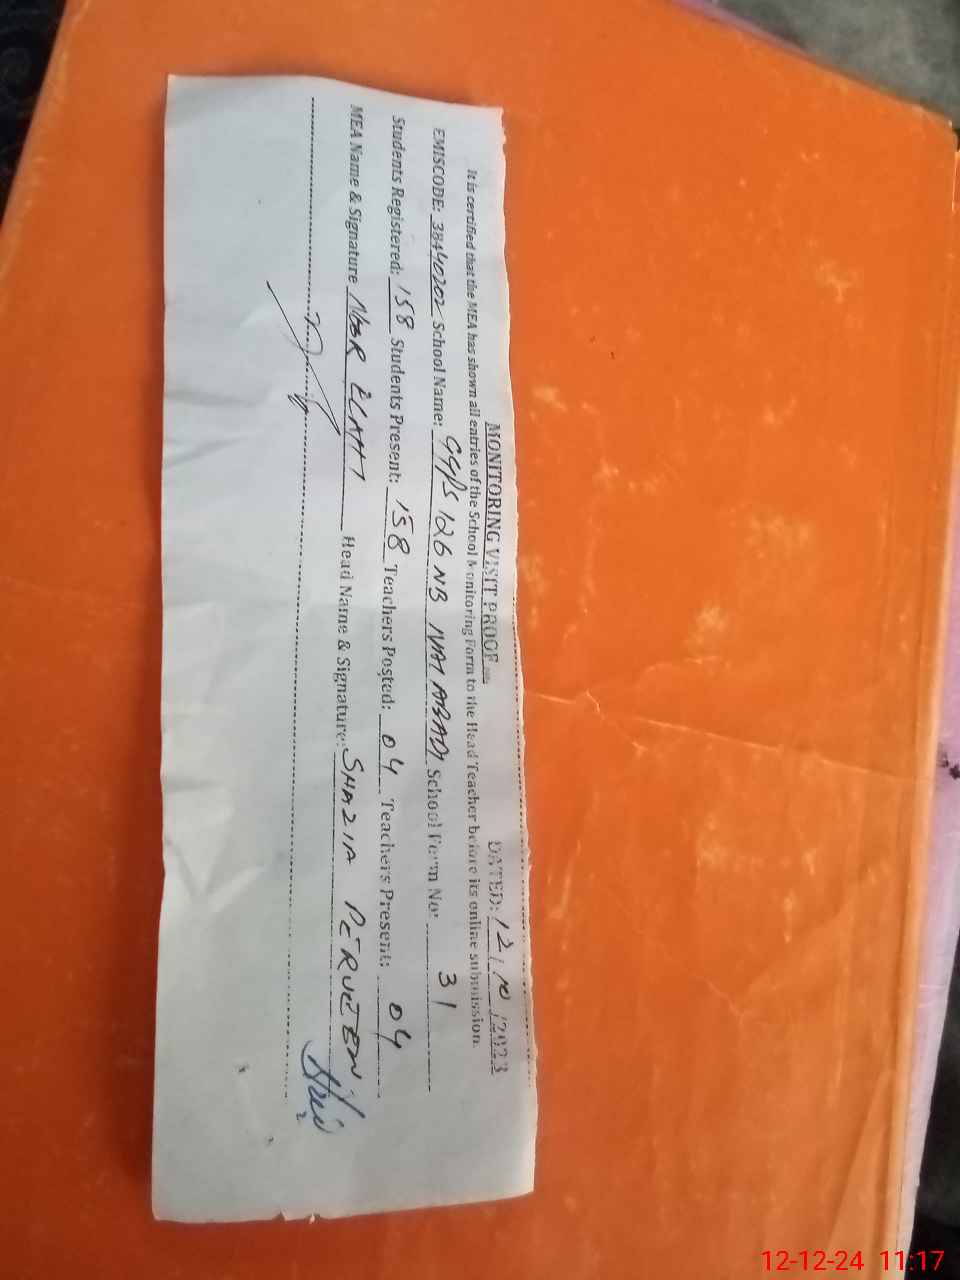 MONITORING VISIT PROOF DATED: 12/10/2023
It is certified that the MEA has shown all entries of the School Monitoring Form to the Head Teacher before its online submission.
EMISCODE: 38440202 School Name: GGPS 126 NB NAI ABADI School Form No: 31
Students Registered: 158 Students Present: 158 Teachers Posted: 04 Teachers Present: 04
MEA Name & Signature ELAHI Head Name & Signature: SHAZIA PERVEEN
12-12-24 11:17